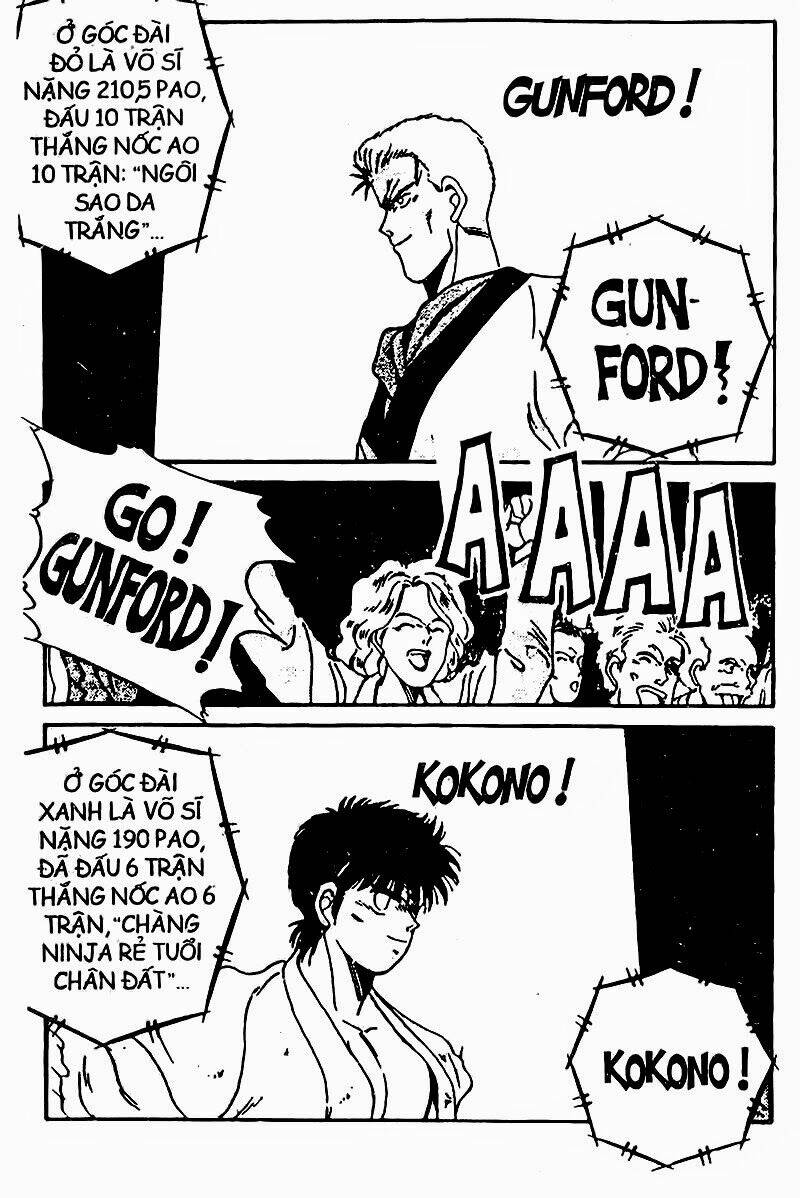 Ở GÓC ĐÀI
ĐỎ LÀ VÕ SĨ
NẶNG 210,5 PAO,
ĐẤU 10 TRẬN
THẮNG NỐC AO
10 TRẬN: "NGÔI
SAO DA
TRẮNG"...
GUNFORD!
GUN-
FORD!
GO!
GUNFORD!
AAAA
Ở GÓC ĐÀI
XANH LÀ VÕ SĨ
NẶNG 190 PAO,
ĐÃ ĐẤU 6 TRẬN
THẮNG NỐC AO 6
TRẬN, "CHÀNG
NINJA RẺ TUỔI
CHÂN ĐẤT"...
KOKONO!
KOKONO!